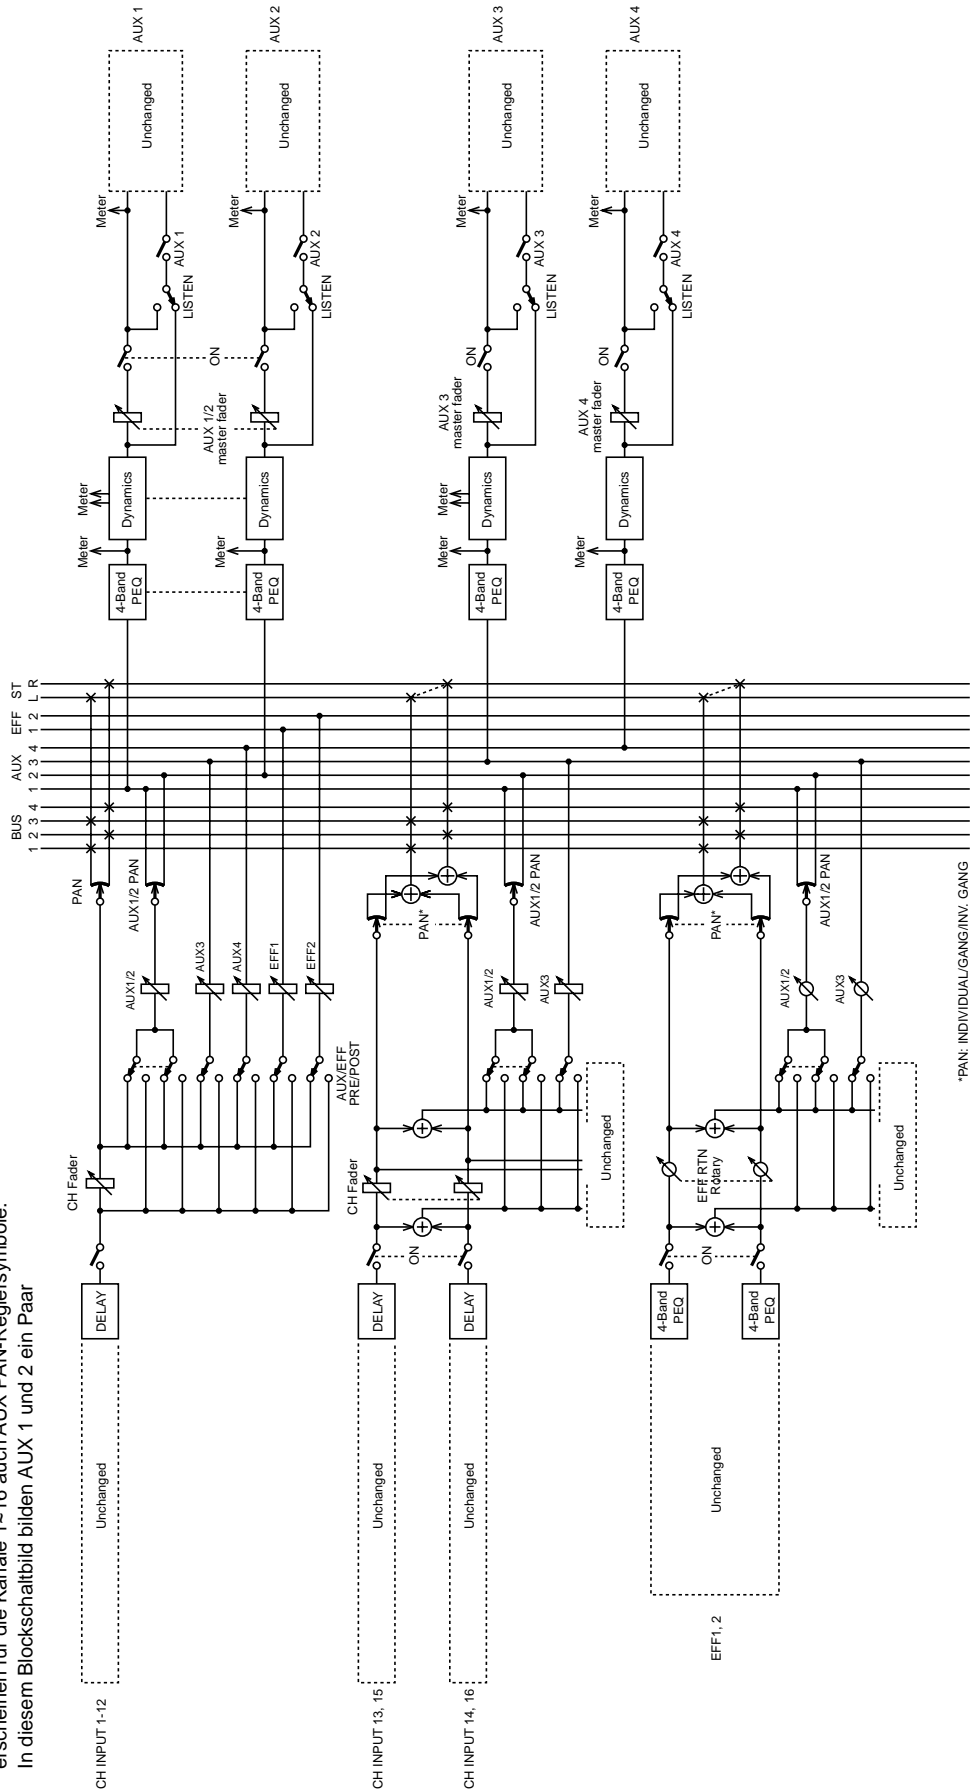 erscheinen für die Kanäle 1~16 auch AUX PAN-Reglersymbole.
In diesem Blockschaltbild bilden AUX 1 und 2 ein Paar
CH INPUT 1-12
Unchanged
DELAY
CH Fader
AUX/EFF
PRE/POST
AUX1/2
AUX3
AUX4
EFF1
EFF2
PAN
AUX1/2 PAN
CH INPUT 13, 15
Unchanged
DELAY
CH INPUT 14, 16
Unchanged
DELAY
ON
CH Fader
Unchanged
AUX1/2
AUX3
PAN*
AUX1/2 PAN
EFF1, 2
Unchanged
4-Band
PEQ
4-Band
PEQ
ON
EFF RTN
Rotary
Unchanged
AUX1/2
AUX3
PAN*
AUX1/2 PAN
BUS
1 2 3 4
AUX
1 2 3 4
EFF
1 2
ST
L R
4-Band
PEQ
Meter
Dynamics
Meter
AUX 1/2
master fader
ON
LISTEN
AUX 1
Meter
Unchanged
AUX 1
4-Band
PEQ
Meter
Dynamics
LISTEN
AUX 2
Meter
Unchanged
AUX 2
4-Band
PEQ
Meter
Dynamics
Meter
AUX 3
master fader
ON
LISTEN
AUX 3
Meter
Unchanged
AUX 3
4-Band
PEQ
Meter
Dynamics
AUX 4
master fader
ON
LISTEN
AUX 4
Meter
Unchanged
AUX 4
*PAN: INDIVIDUAL/GANG/INV. GANG